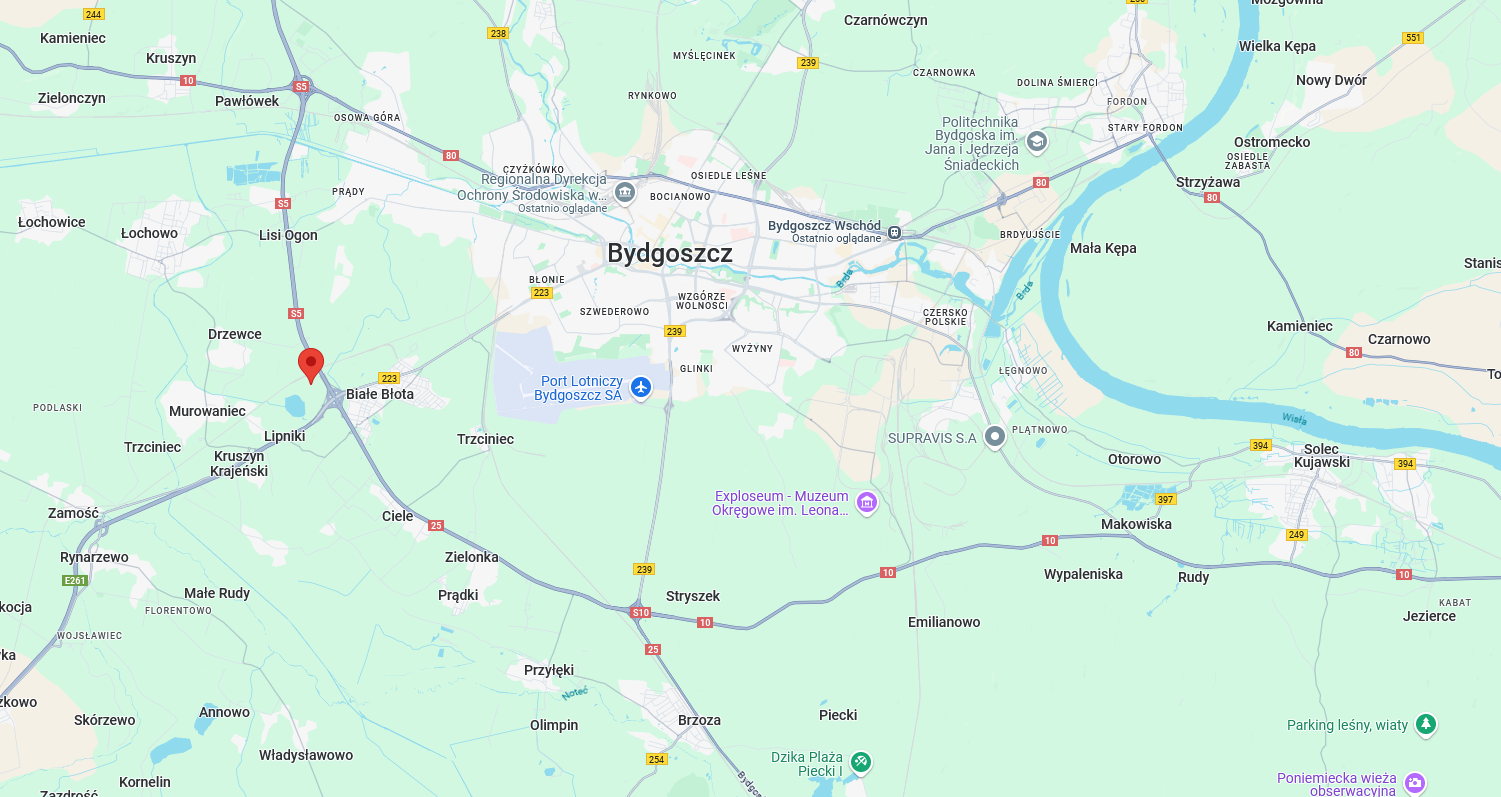 244
Kamieniec
Kruszyn
10
S5
Zielonczyn
Pawłówek
OSOWA GÓRA
238
MYŚLĘCINEK
239
Czarnówczyn
CZARNOWKA
RYNKOWO
DOLINA ŚMIERCI
FORDON
STARY FORDON
Wielka Kępa
551
Nowy Dwór
Ostromecko
OSIEDLE
ZABASTA
Strzyżawa
80
Politechnika
Bydgoska im.
Jana i Jędrzeja
Śniadeckich
80
80
CZYŻKÓWKO
Regionalna Dyrekcja
Ochrony Środowiska w...
Ostatnio oglądane
OSIEDLE LEŚNE
BOCIANOWO
PRĄDY
S5
Łochowice
Łochowo
Lisi Ogon
Bydgoszcz Wschód
Ostatnio oglądane
Bydgoszcz
BRDYUJŚCIE
Mała Kępa
Stanis
BŁONIE
223
Brda
Brda
WZGÓRZE
WOLNOŚCI
SZWEDEROWO
CZERSKO
POLSKIE
S5
Drzewce
239
WYŻYNY
GLINKI
Kamieniec
Czarnowo
80
ŁĘGNOWO
To
223
Białe Błota
Port Lotniczy
Bydgoszcz SA
PODLASKI
Murowaniec
Lipniki
Trzciniec
Kruszyn
Krajeński
Trzciniec
SUPRAVIS S.A
PLĄTNOWO
Wisła
394
Otorowo
Solec
Kujawski
394
397
Makowiska
249
Exploseum - Muzeum
Okręgowe im. Leona...
Zamość
Ciele
25
Rynarzewo
E261
Zielonka
239
10
10
Wypaleniska
Rudy
10
KABAT
Jezierce
Małe Rudy
FLORENTOWO
kocja
Prądki
Stryszek
S10
10
25
Emilianowo
WOJSŁAWIEC
Przyłęki
Noteć
Olimpin
Brzoza
254
Piecki
Dzika Plaża
Piecki I
Parking leśny, wiaty
Poniemiecka wieża
obserwacyjna
Skórzewo
Annowo
Władysławowo
Kornelin